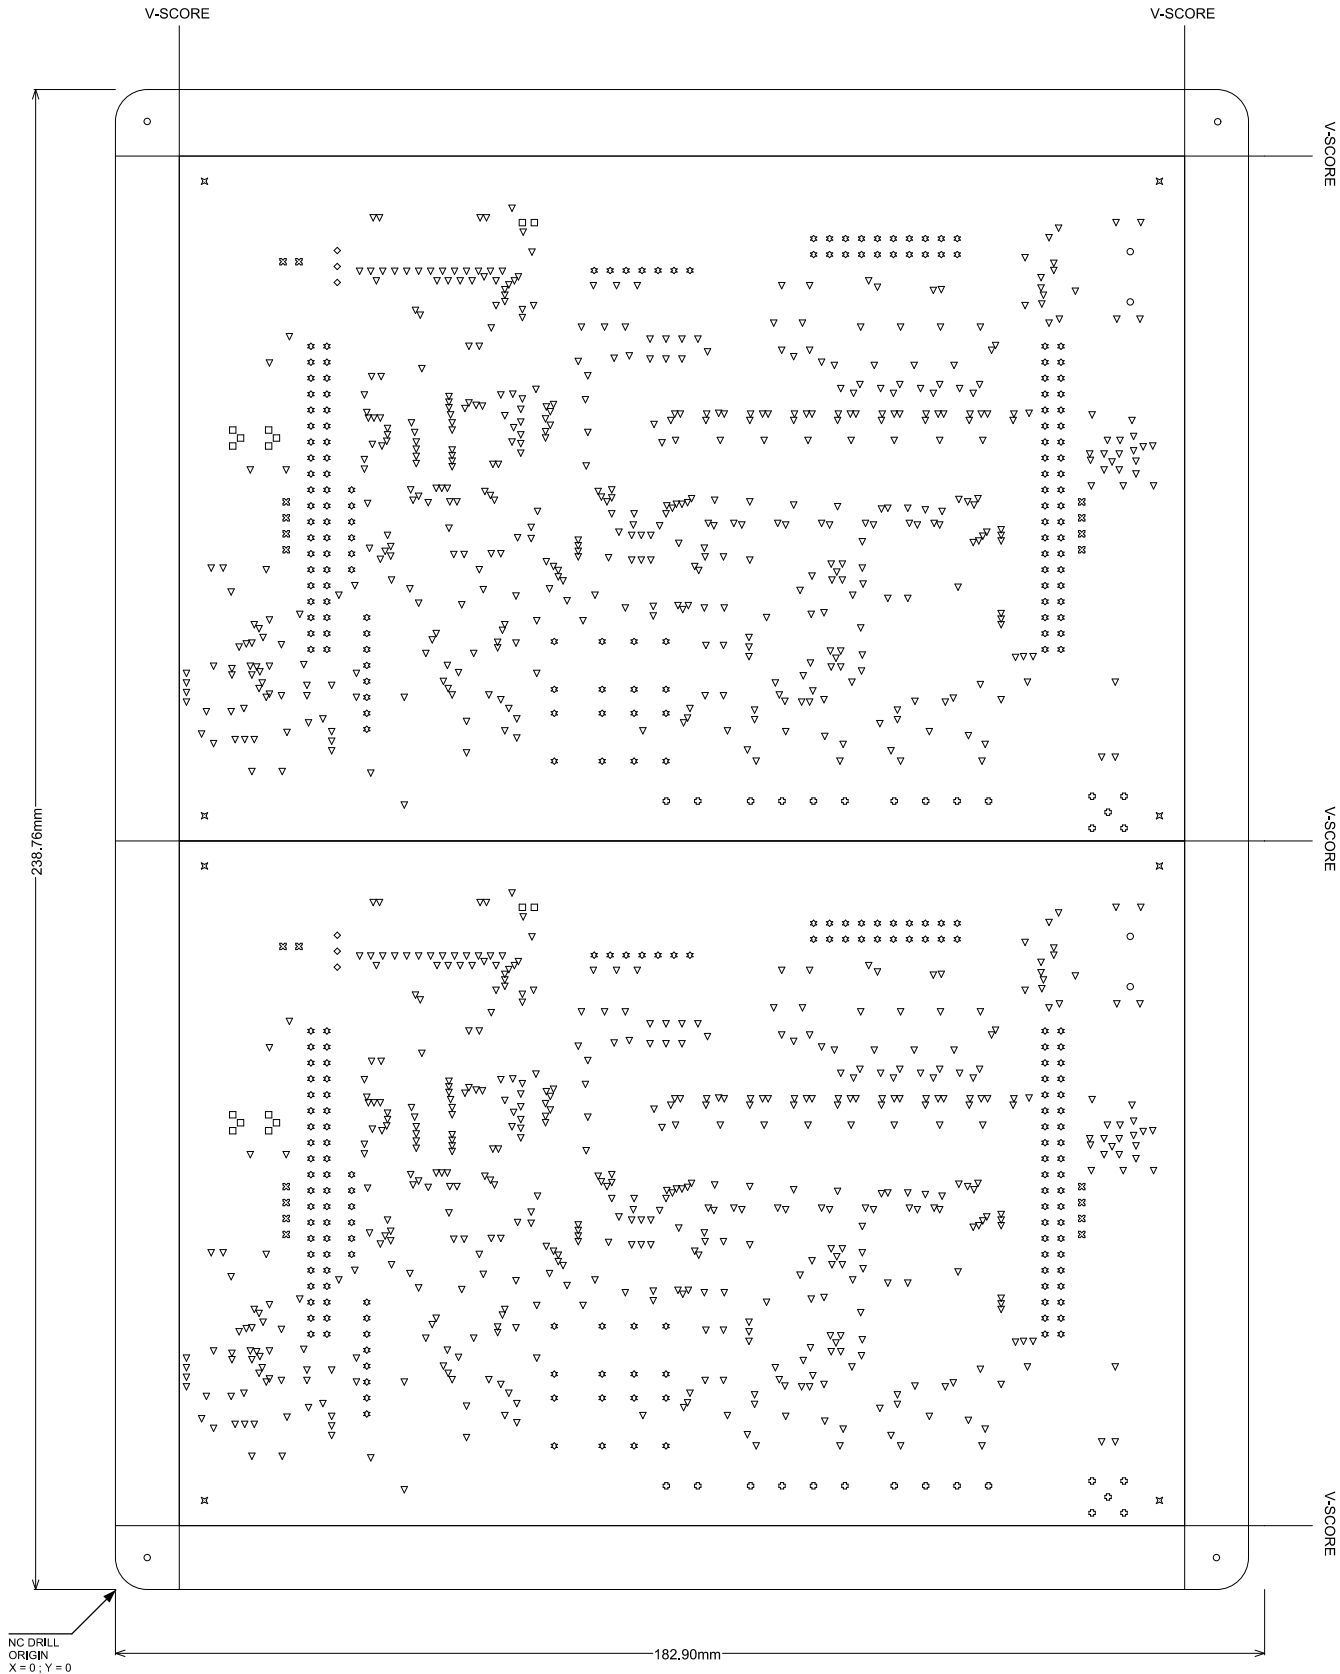 V-SCORE
V-SCORE
V-SCORE
238.76mm
V-SCORE
V-SCORE
NC DRILL
ORIGIN
X = 0 ; Y = 0
182.90mm